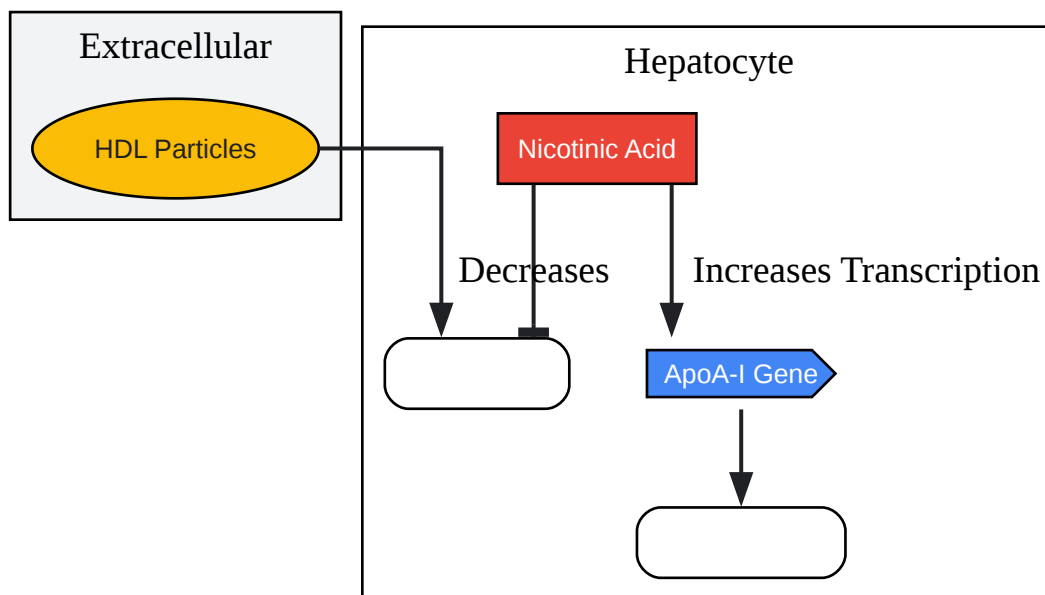 Extracellular
HDL Particles
Hepatocyte
Nicotinic Acid
Decreases
Increases Transcription
ApoA-I Gene